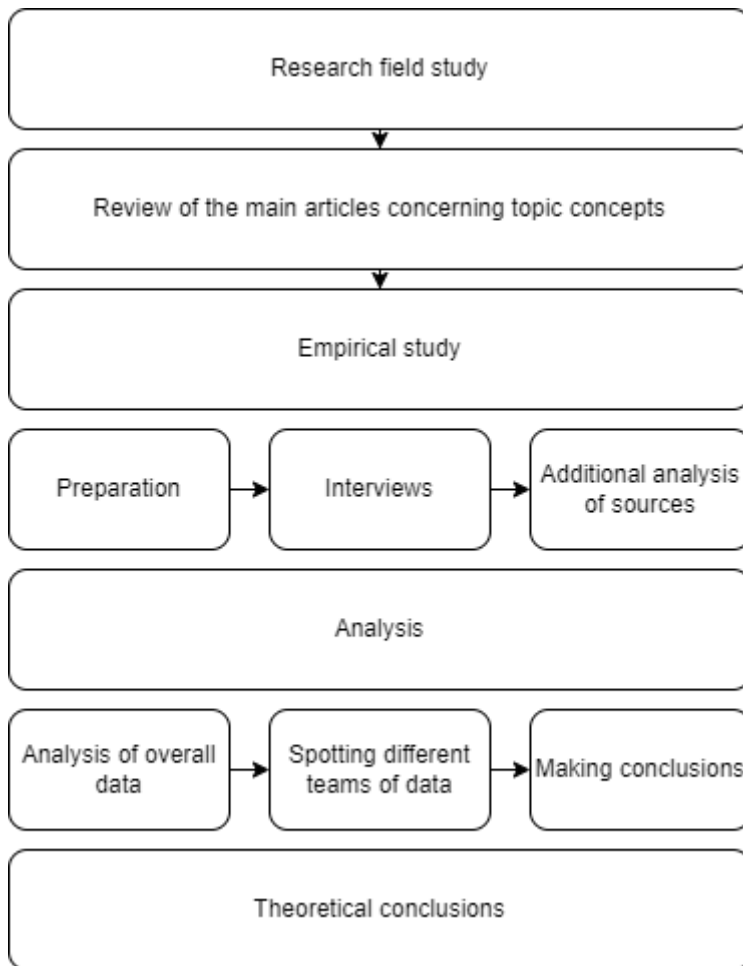 Research field study
Review of the main articles concerning topic concepts
Empirical study
Preparation
Interviews
Additional analysis
of sources
Analysis
Analysis of overall
data
Spotting different
teams of data
Making conclusions
Theoretical conclusions